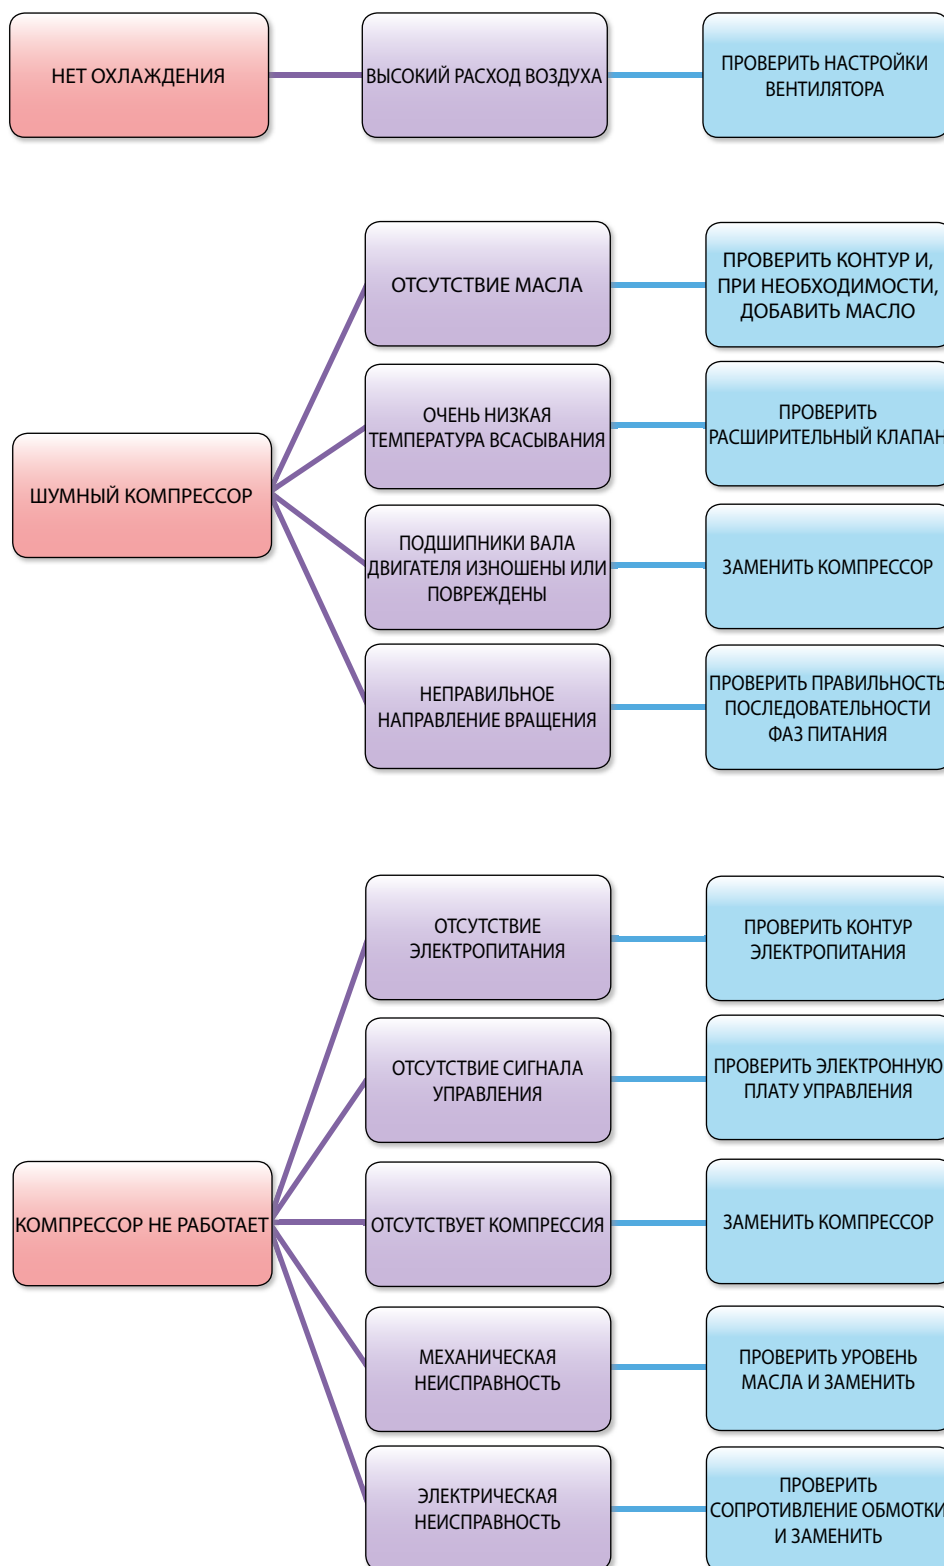 НЕТ ОХЛАЖДЕНИЯ
ВЫСОКИЙ РАСХОД ВОЗДУХА
ПРОВЕРИТЬ НАСТРОЙКИ
ВЕНТИЛЯТОРА
ШУМНЫЙ КОМПРЕССОР
ОТСУТСТВИЕ МАСЛА
ПРОВЕРИТЬ КОНТУР И,
ПРИ НЕОБХОДИМОСТИ,
ДОБАВИТЬ МАСЛО
ОЧЕНЬ НИЗКАЯ
ТЕМПЕРАТУРА ВСАСЫВАНИЯ
ПРОВЕРИТЬ
РАСШИРИТЕЛЬНЫЙ КЛАПАН
ПОДШИПНИКИ ВАЛА
ДВИГАТЕЛЯ ИЗНОШЕНЫ ИЛИ
ПОВРЕЖДЕНЫ
ЗАМЕНИТЬ КОМПРЕССОР
НЕПРАВИЛЬНОЕ
НАПРАВЛЕНИЕ ВРАЩЕНИЯ
ПРОВЕРИТЬ ПРАВИЛЬНОСТЬ
ПОСЛЕДОВАТЕЛЬНОСТИ
ФАЗ ПИТАНИЯ
КОМПРЕССОР НЕ РАБОТАЕТ
ОТСУТСТВИЕ
ЭЛЕКТРОПИТАНИЯ
ПРОВЕРИТЬ КОНТУР
ЭЛЕКТРОПИТАНИЯ
ОТСУТСТВИЕ СИГНАЛА
УПРАВЛЕНИЯ
ПРОВЕРИТЬ ЭЛЕКТРОННУЮ
ПЛАТУ УПРАВЛЕНИЯ
ОТСУТСТВУЕТ КОМПРЕССИЯ
ЗАМЕНИТЬ КОМПРЕССОР
МЕХАНИЧЕСКАЯ
НЕИСПРАВНОСТЬ
ПРОВЕРИТЬ УРОВЕНЬ
МАСЛА И ЗАМЕНИТЬ
ЭЛЕКТРИЧЕСКАЯ
НЕИСПРАВНОСТЬ
ПРОВЕРИТЬ
СОПРОТИВЛЕНИЕ ОБМОТКИ
И ЗАМЕНИТЬ